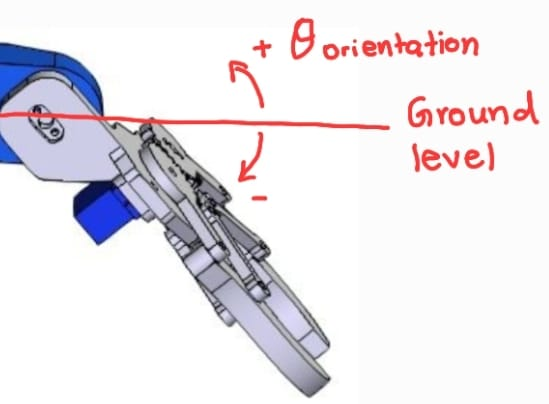 + θ orientation
Ground
level
-